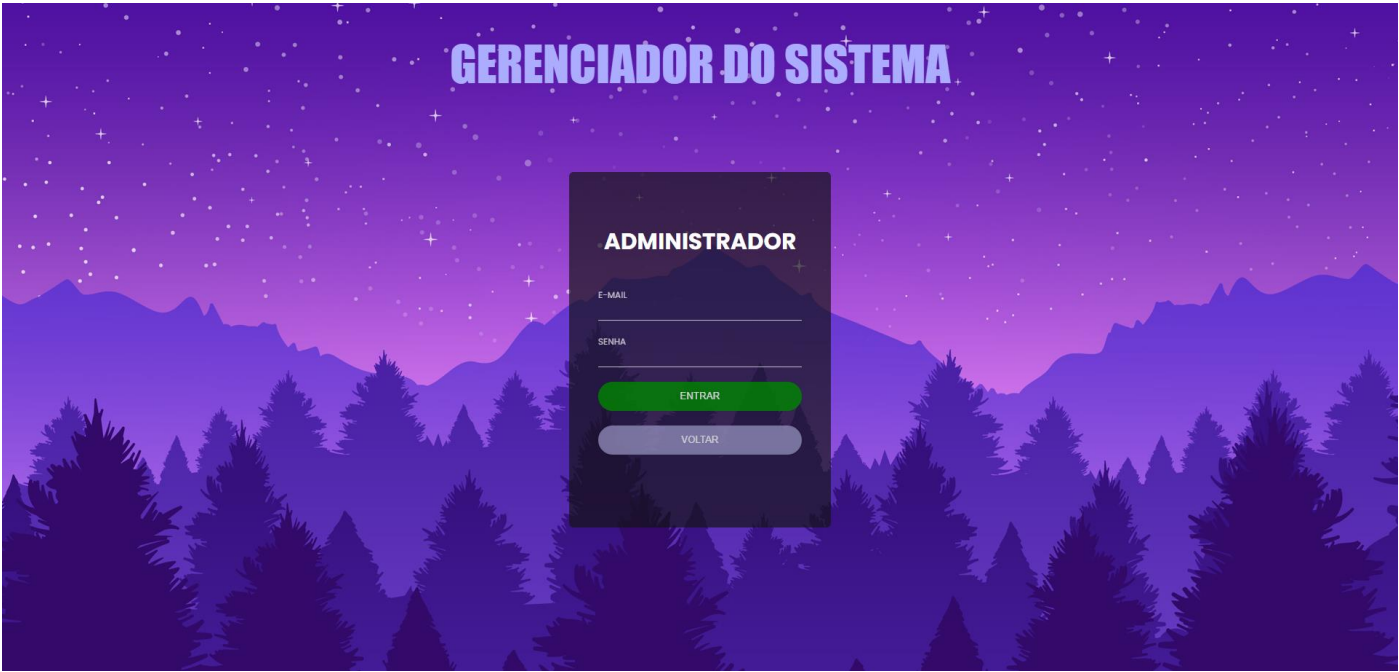 GERENCIADOR DO SISTEMA
ADMINISTRADOR
E-MAIL
SENHA
ENTRAR
VOLTAR